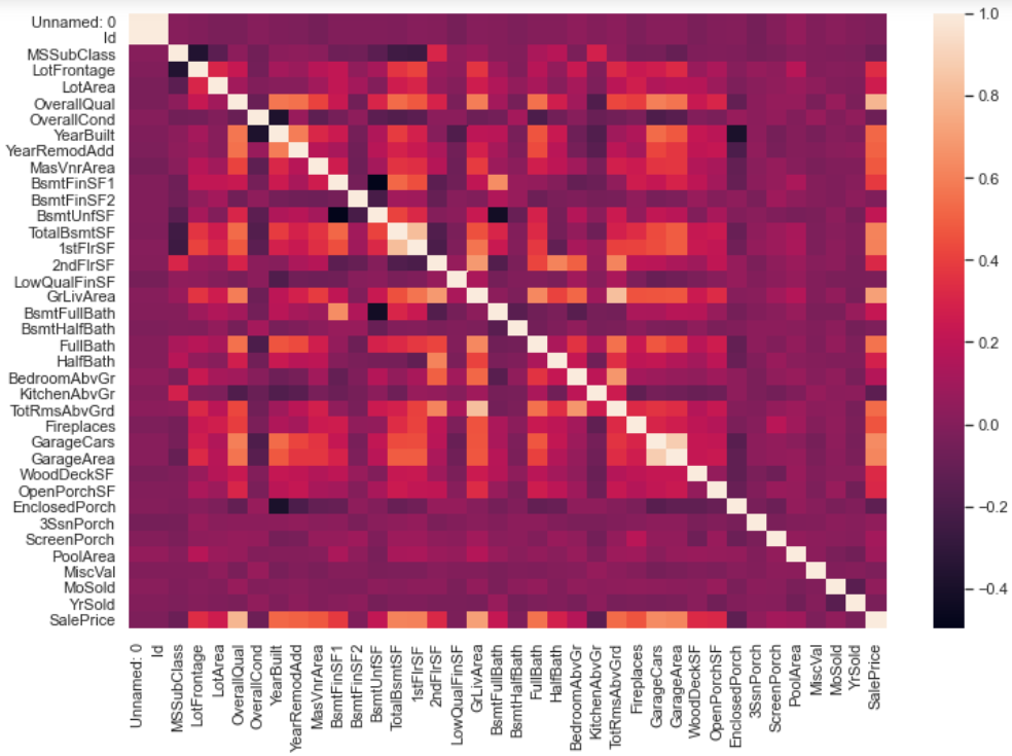 Unnamed: 0
Id
MSSubClass
LotFrontage
LotArea
OverallQual
OverallCond
YearBuilt
YearRemodAdd
MasVnrArea
BsmtFinSF1
BsmtFinSF2
BsmtUnfSF
TotalBsmtSF
1stFlrSF
2ndFlrSF
LowQualFinSF
GrLivArea
BsmtFullBath
BsmtHalfBath
FullBath
HalfBath
BedroomAbvGr
KitchenAbvGr
TotRmsAbvGrd
Fireplaces
GarageCars
GarageArea
WoodDeckSF
OpenPorchSF
EnclosedPorch
3SsnPorch
ScreenPorch
PoolArea
MiscVal
MoSold
YrSold
SalePrice
Unnamed: 0
Id
MSSubClass
LotFrontage
LotArea
OverallQual
OverallCond
YearBuilt
YearRemodAdd
MasVnrArea
BsmtFinSF1
BsmtFinSF2
BsmtUnfSF
TotalBsmtSF
1stFlrSF
2ndFlrSF
LowQualFinSF
GrLivArea
BsmtFullBath
BsmtHalfBath
FullBath
HalfBath
BedroomAbvGr
KitchenAbvGr
TotRmsAbvGrd
Fireplaces
GarageCars
GarageArea
WoodDeckSF
OpenPorchSF
EnclosedPorch
3SsnPorch
ScreenPorch
PoolArea
MiscVal
MoSold
YrSold
SalePrice
1.0
0.8
0.6
0.4
0.2
0.0
−0.2
−0.4